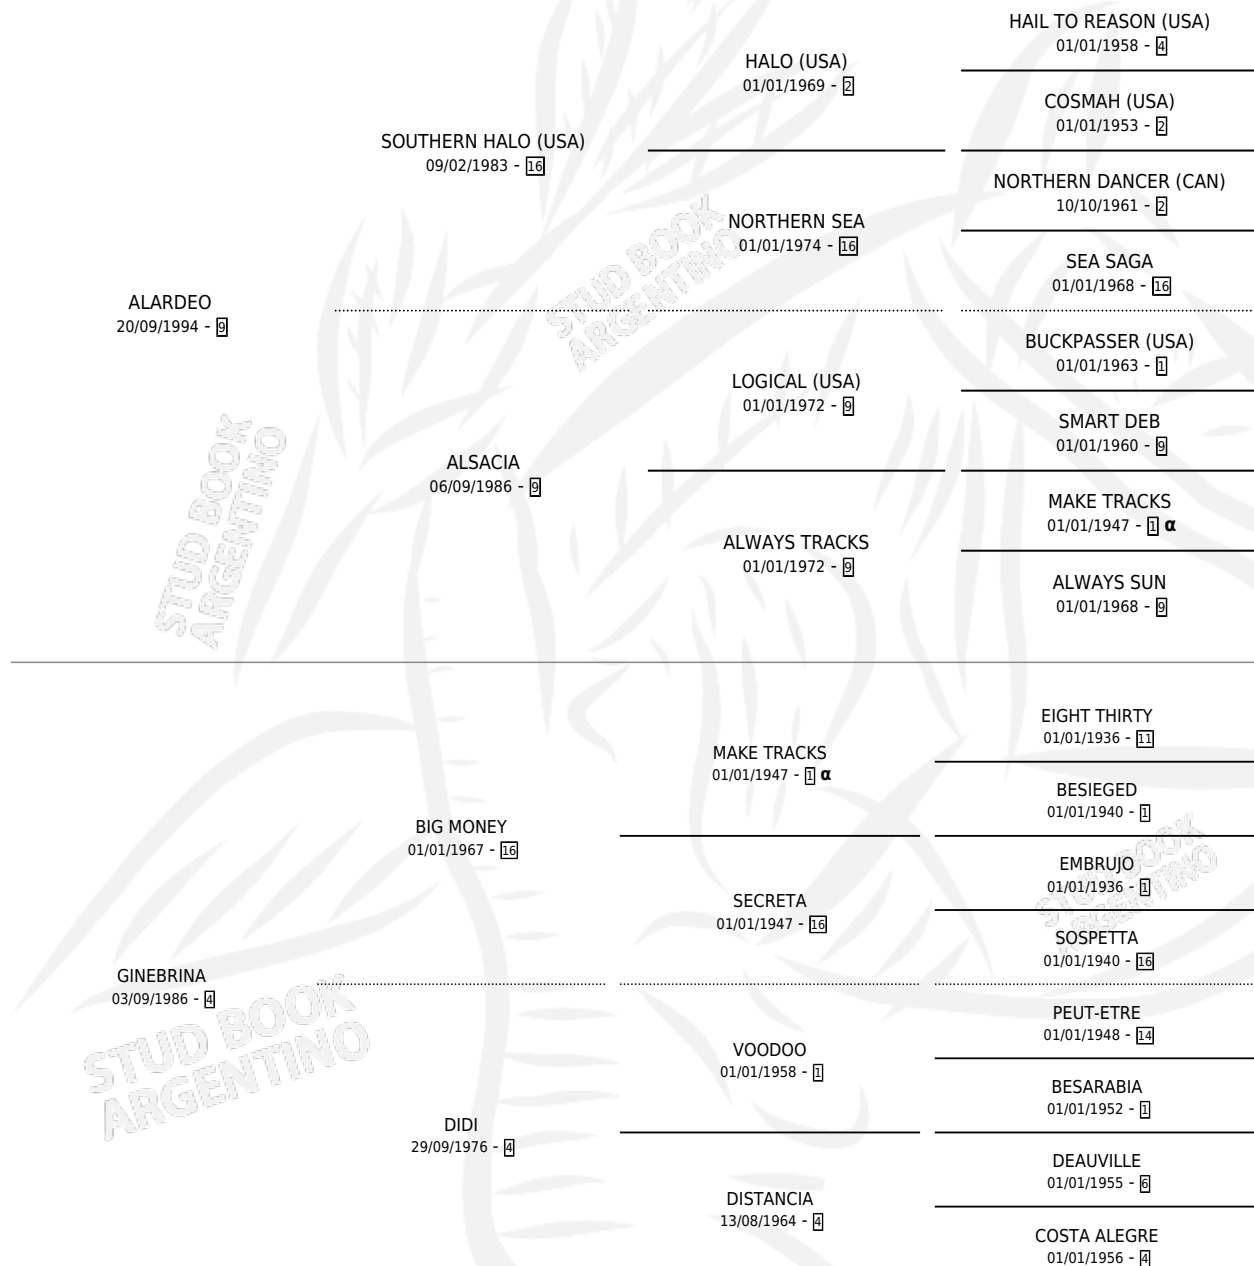 HAIL TO REASON (USA)
01/01/1958 - 4
HALO (USA)
01/01/1969 - 2
COSMAH (USA)
01/01/1953 - 2
SOUTHERN HALO (USA)
09/02/1983 - 16
NORTHERN DANCER (CAN)
10/10/1961 - 2
NORTHERN SEA
01/01/1974 - 16
SEA SAGA
01/01/1968 - 16
STUD BOOK
ARGENTINO
ALARDEO
20/09/1994 - 9
BUCKPASSER (USA)
01/01/1963 - 1
LOGICAL (USA)
01/01/1972 - 9
SMART DEB
01/01/1960 - 9
ALSACIA
06/09/1986 - 9
MAKE TRACKS
01/01/1947 - 1 α
ALWAYS TRACKS
01/01/1972 - 9
ALWAYS SUN
01/01/1968 - 9
STUD BOOK
ARGENTINO
EIGHT THIRTY
01/01/1936 - 11
MAKE TRACKS
01/01/1947 - 1 α
BESIEGED
01/01/1940 - 1
BIG MONEY
01/01/1967 - 16
EMBRUJO
01/01/1936 - 1
SECRETA
01/01/1947 - 16
SOSPETTA
01/01/1940 - 16
STUD BOOK
ARGENTINO
GINEBRINA
03/09/1986 - 4
PEUT-ETRE
01/01/1948 - 14
VOODOO
01/01/1958 - 1
BESARABIA
01/01/1952 - 1
STUD BOOK
ARGENTINO
DIDI
29/09/1976 - 4
DEAUVILLE
01/01/1955 - 6
DISTANCIA
13/08/1964 - 4
COSTA ALEGRE
01/01/1956 - 4